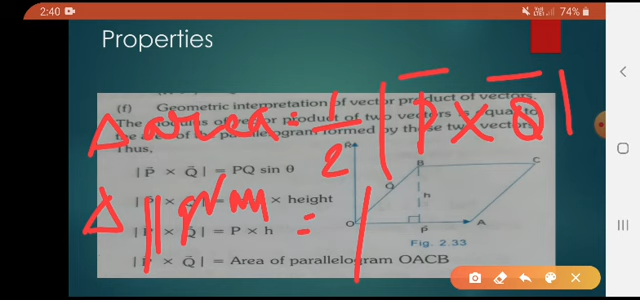 2:40 74%
Properties
(f) Geometric interpretation of vector product of vectors.
The modulus of vector product of two vectors is equal to
the area of the parallelogram formed by these two vectors.
Thus,
Δ area = 1/2 | P̅ × Q̅ |
| P⃗ × Q⃗ | = PQ sin θ
× height
Δ || = |
| P⃗ × Q⃗ | = P × h
| P⃗ × Q⃗ | = Area of parallelogram OACB
R B C
Q h
O P⃗ A
Fig. 2.33